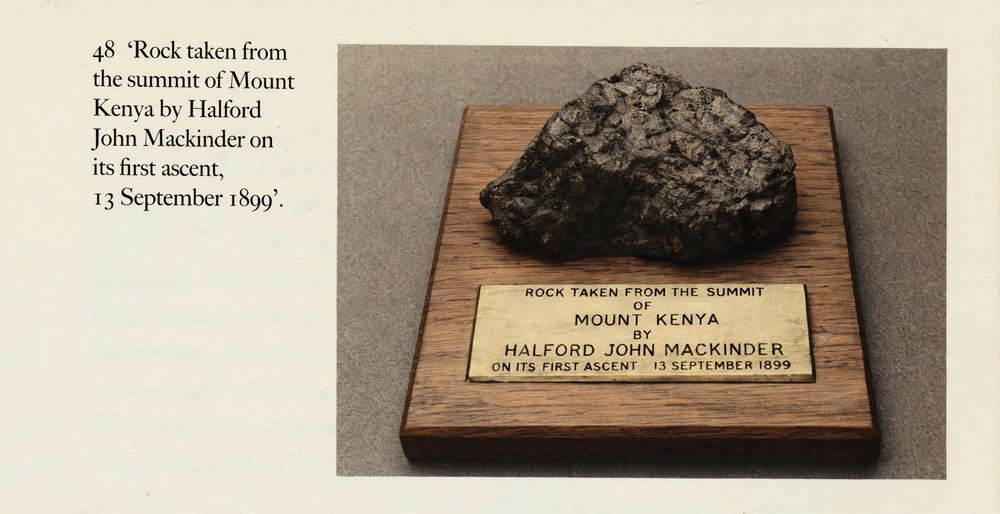 48 ‘Rock taken from
the summit of Mount
Kenya by Halford
John Mackinder on
its first ascent,
13 September 1899’.
ROCK TAKEN FROM THE SUMMIT
OF
MOUNT KENYA
BY
HALFORD JOHN MACKINDER
ON ITS FIRST ASCENT 13 SEPTEMBER 1899